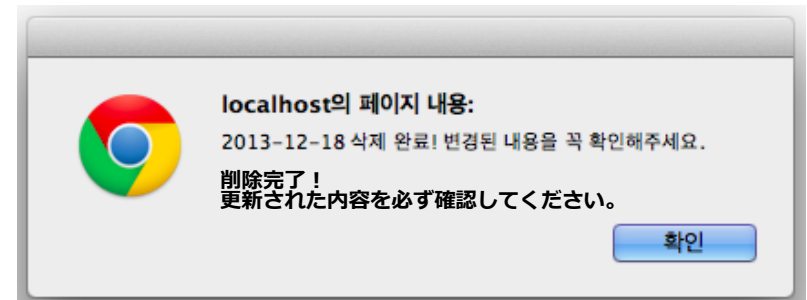 localhost의 페이지 내용:
2013-12-18 삭제 완료! 변경된 내용을 꼭 확인해주세요.
削除完了！
更新された内容を必ず確認してください。
확인